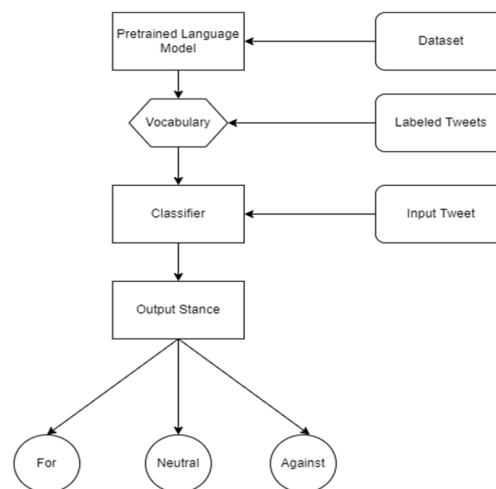 Pretrained Language
Model
Dataset
Vocabulary
Labeled Tweets
Classifier
Input Tweet
Output Stance
For
Neutral
Against